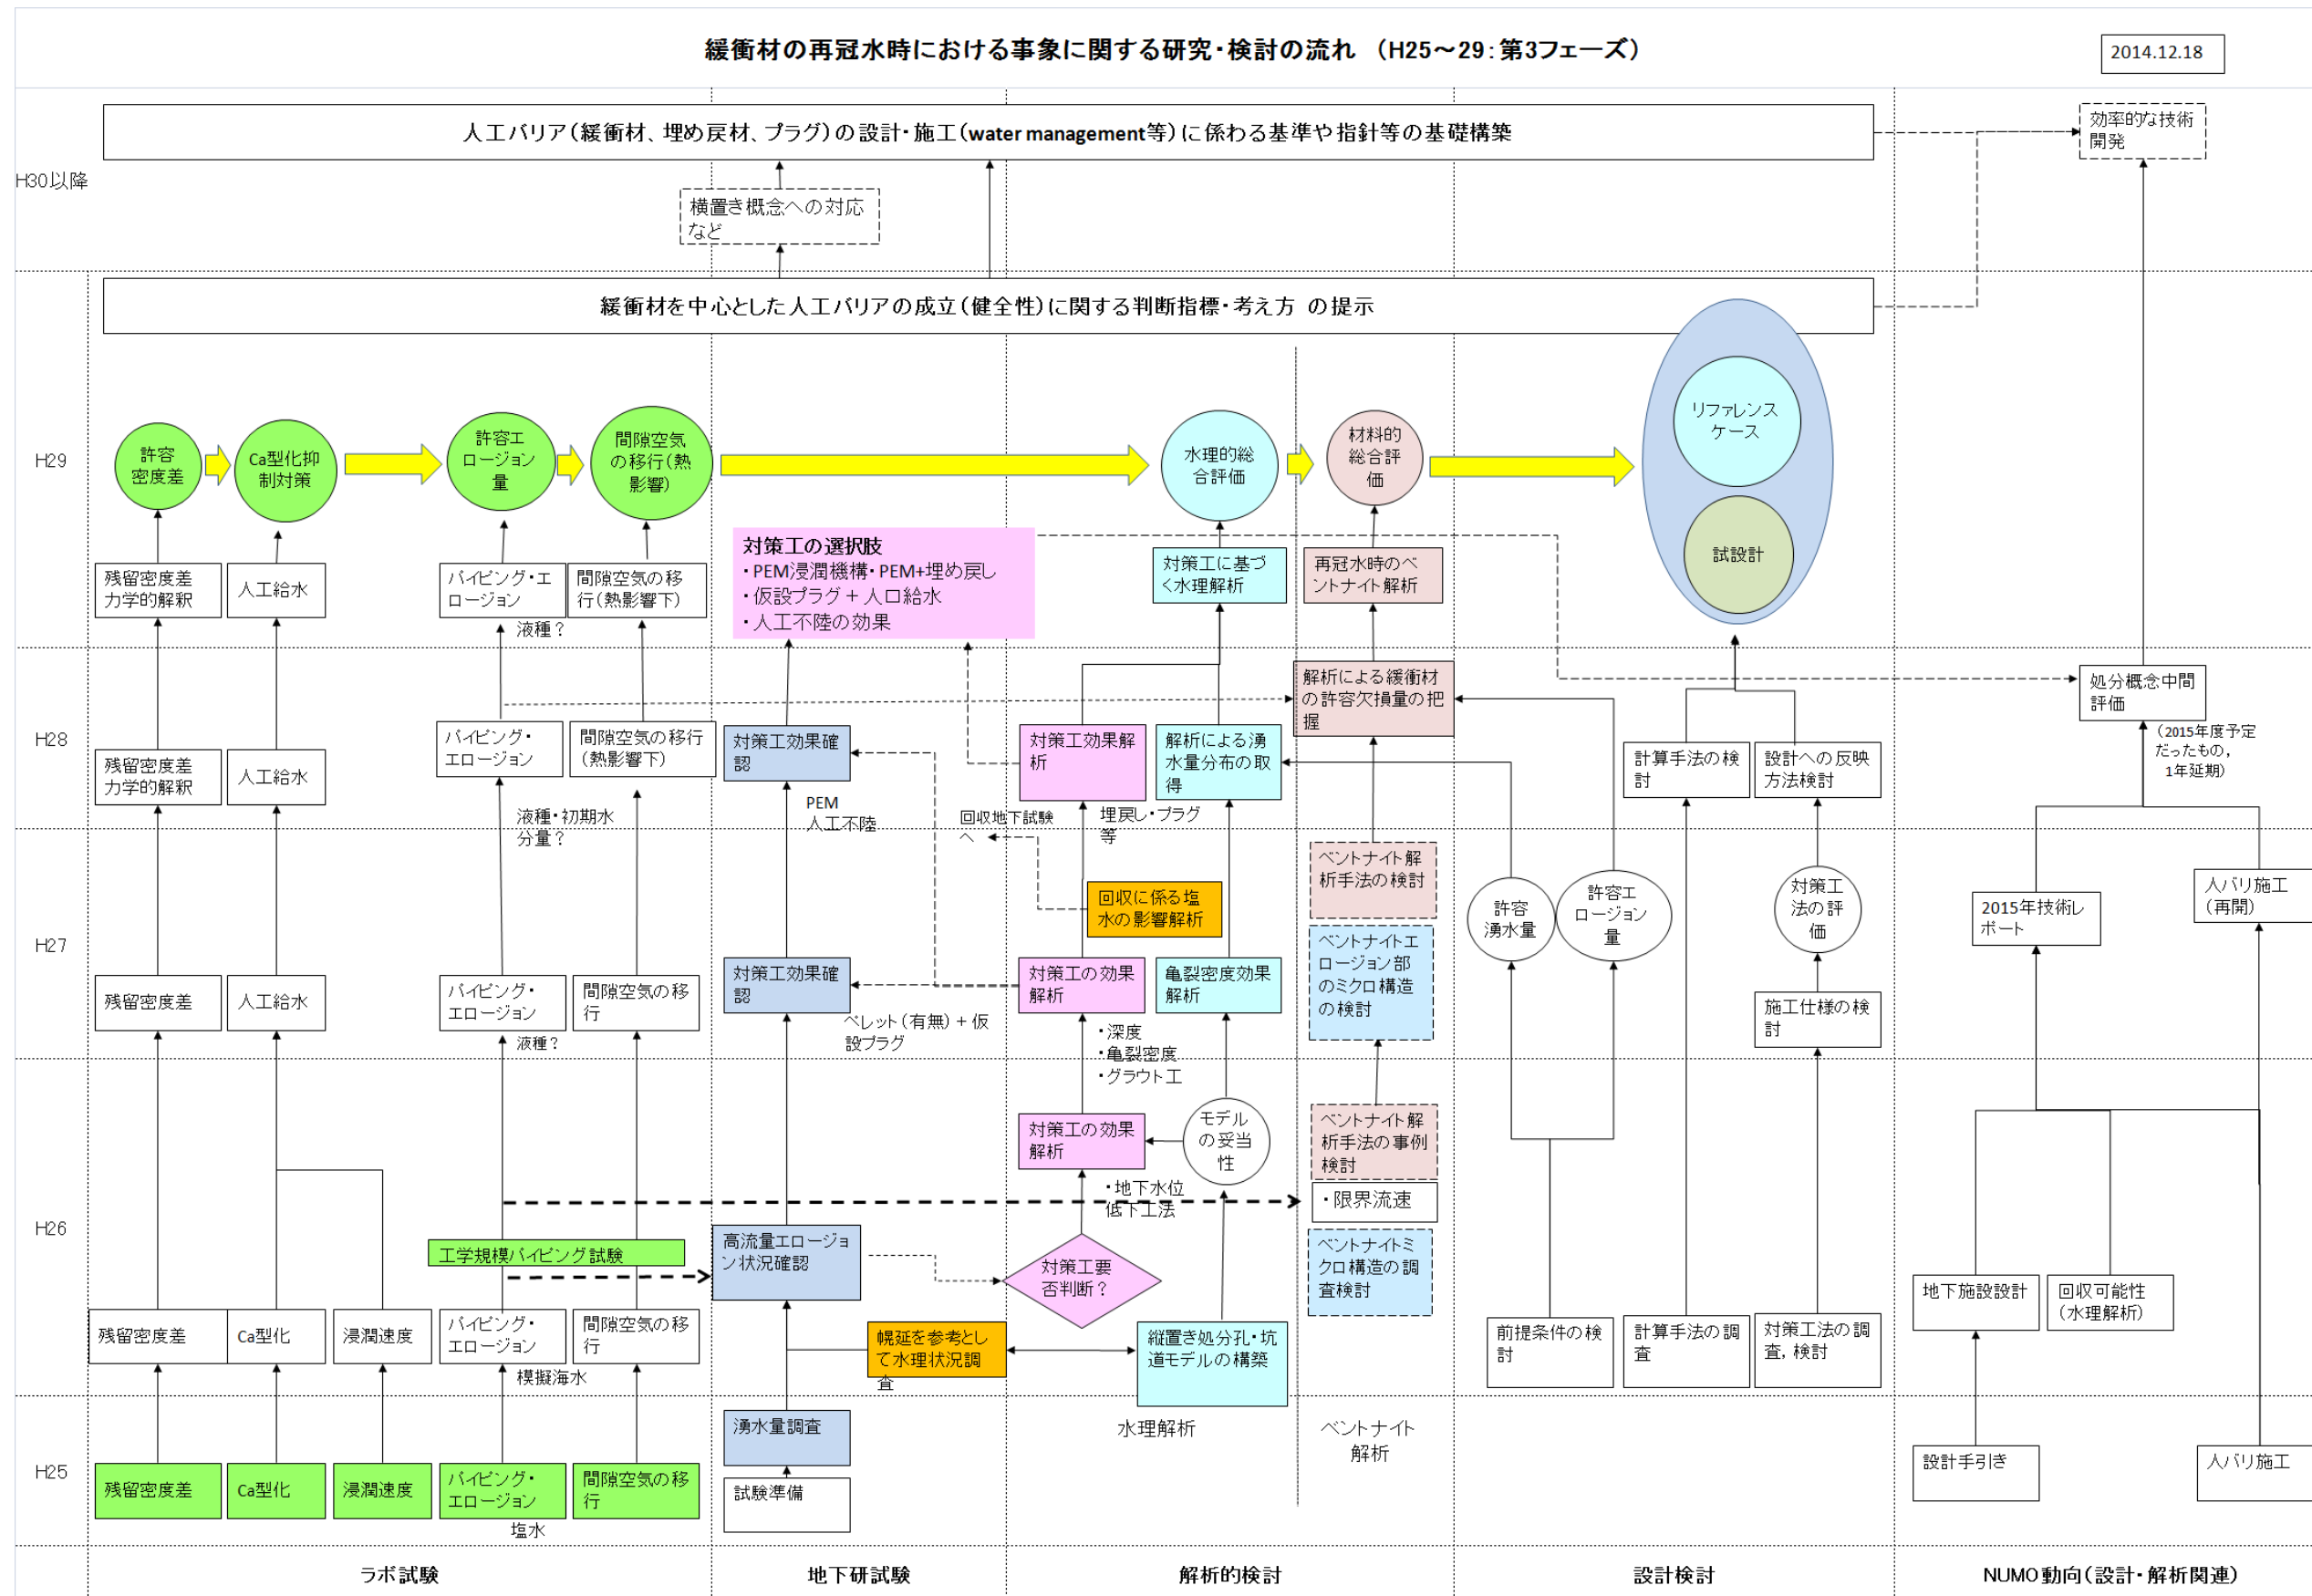 緩衝材の再冠水時における事象に関する研究・検討の流れ （H25～29：第3フェーズ）
2014.12.18
人工バリア（緩衝材、埋め戻材、プラグ）の設計・施工（water management等）に係わる基準や指針等の基礎構築
効率的な技術
開発
H30以降
横置き概念への対応
など
緩衝材を中心とした人工バリアの成立（健全性）に関する判断指標・考え方 の提示
H29
許容
密度差
Ca型化抑
制対策
許容エ
ロージョン
量
間隙空気
の移行（熱
影響）
水理的総
合評価
材料的
総合評
価
リファレンス
ケース
試設計
残留密度差
力学的解釈
人工給水
パイピング・エ
ロージョン
液種？
間隙空気の移
行（熱影響下）
対策工の選択肢
・PEM浸潤機構・PEM+埋め戻し
・仮設プラグ + 人口給水
・人工不陸の効果
対策工に基づ
く水理解析
再冠水時のベ
ントナイト解析
H28
残留密度差
力学的解釈
人工給水
パイピング・
エロージョン
液種・初期水
分量？
間隙空気の移行
（熱影響下）
対策工効果確
認
PEM
人工不陸
対策工効果解
析
埋戻し・プラグ
等
解析による湧
水量分布の取
得
解析による緩衝材
の許容欠損量の把
握
計算手法の検
討
設計への反映
方法検討
処分概念中間
評価
（2015年度予定
だったもの，
1年延期）
H27
回収地下試験
へ
回収に係る塩
水の影響解析
ベントナイト解
析手法の検討
許容
湧水量
許容エ
ロージョン
量
対策工
法の評
価
2015年技術レ
ポート
人バリ施工
（再開）
残留密度差
人工給水
パイピング・
エロージョン
液種？
間隙空気の移
行
対策工効果確
認
ペレット（有無）+ 仮
設プラグ
対策工の効果
解析
・深度
・亀裂密度
・グラウト工
亀裂密度効果
解析
ベントナイトエ
ロージョン部
のミクロ構造
の検討
施工仕様の検
討
H26
対策工の効果
解析
モデル
の妥当
性
ベントナイト解
析手法の事例
検討
・限界流速
・地下水位
低下工法
工学規模パイピング試験
高流量エロージョ
ン状況確認
対策工要
否判断？
ベントナイトミ
クロ構造の調
査検討
地下施設設計
回収可能性
（水理解析）
残留密度差
Ca型化
浸潤速度
パイピング・
エロージョン
模擬海水
間隙空気の移
行
幌延を参考とし
て水理状況調
査
縦置き処分孔・坑
道モデルの構築
前提条件の検
討
計算手法の調
査
対策工法の調
査，検討
H25
湧水量調査
水理解析
ベントナイト
解析
残留密度差
Ca型化
浸潤速度
パイピング・
エロージョン
塩水
間隙空気の移
行
試験準備
設計手引き
人バリ施工
ラボ試験
地下研試験
解析的検討
設計検討
NUMO動向（設計・解析関連）